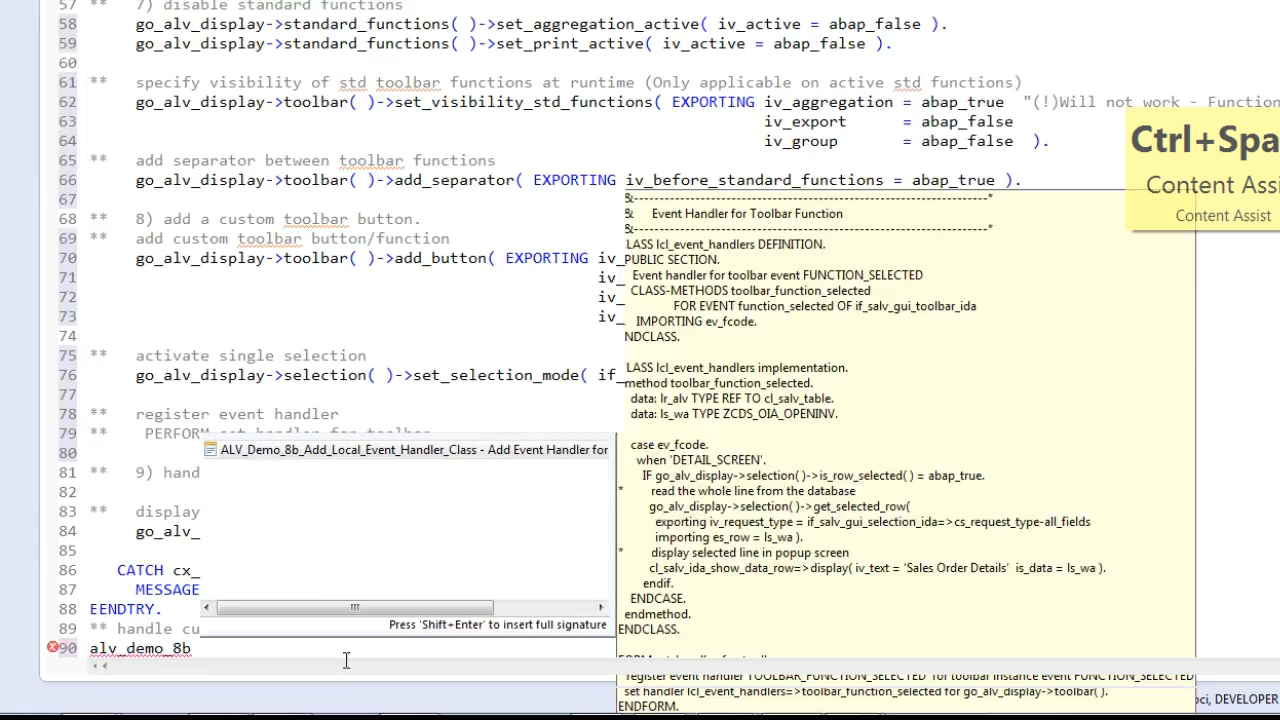 57 ** 7) disable standard functions
58 go_alv_display->standard_functions( )->set_aggregation_active( iv_active = abap_false ).
59 go_alv_display->standard_functions( )->set_print_active( iv_active = abap_false ).
60
61 ** specify visibility of std toolbar functions at runtime (Only applicable on active std functions)
62 go_alv_display->toolbar( )->set_visibility_std_functions( EXPORTING iv_aggregation = abap_true "(!)Will not work - Function
63 iv_export = abap_false
64 iv_group = abap_false ).
65 ** add separator between toolbar functions
66 go_alv_display->toolbar( )->add_separator( EXPORTING iv_before_standard_functions = abap_true ).
67
68 ** 8) add a custom toolbar button.
69 ** add custom toolbar button/function
70 go_alv_display->toolbar( )->add_button( EXPORTING iv_
71 iv_
72 iv_
73 iv_
74
75 ** activate single selection
76 go_alv_display->selection( )->set_selection_mode( if_
77
78 ** register event handler
79 ** PERFORM set_handler_for_toolbar.
80
81 ** 9) hand
82
83 ** display
84 go_alv_
85
86 CATCH cx_
87 MESSAGE
88 EENDTRY.
89 ** handle cu
90 alv_demo_8b
ALV_Demo_8b_Add_Local_Event_Handler_Class - Add Event Handler for
Press 'Shift+Enter' to insert full signature
&---------------------------------------------------------------------*
& Event Handler for Toolbar Function
&---------------------------------------------------------------------*
LASS lcl_event_handlers DEFINITION.
PUBLIC SECTION.
Event handler for toolbar event FUNCTION_SELECTED
CLASS-METHODS toolbar_function_selected
FOR EVENT function_selected OF if_salv_gui_toolbar_ida
IMPORTING ev_fcode.
NDCLASS.
LASS lcl_event_handlers implementation.
method toolbar_function_selected.
data: lr_alv TYPE REF TO cl_salv_table.
data: ls_wa TYPE ZCDS_OIA_OPENINV.
case ev_fcode.
when 'DETAIL_SCREEN'.
IF go_alv_display->selection( )->is_row_selected( ) = abap_true.
* read the whole line from the database
go_alv_display->selection( )->get_selected_row(
exporting iv_request_type = if_salv_gui_selection_ida=>cs_request_type-all_fields
importing es_row = ls_wa ).
* display selected line in popup screen
cl_salv_ida_show_data_row=>display( iv_text = 'Sales Order Details' is_data = ls_wa ).
endif.
ENDCASE.
endmethod.
ENDCLASS.
register event handler TOOLBAR_FUNCTION_SELECTED for toolbar instance event FUNCTION_SELECTED
set handler lcl_event_handlers=>toolbar_function_selected for go_alv_display->toolbar( ).
ENDFORM.
Ctrl+Spa
Content Assi
Content Assist
oci, DEVELOPER